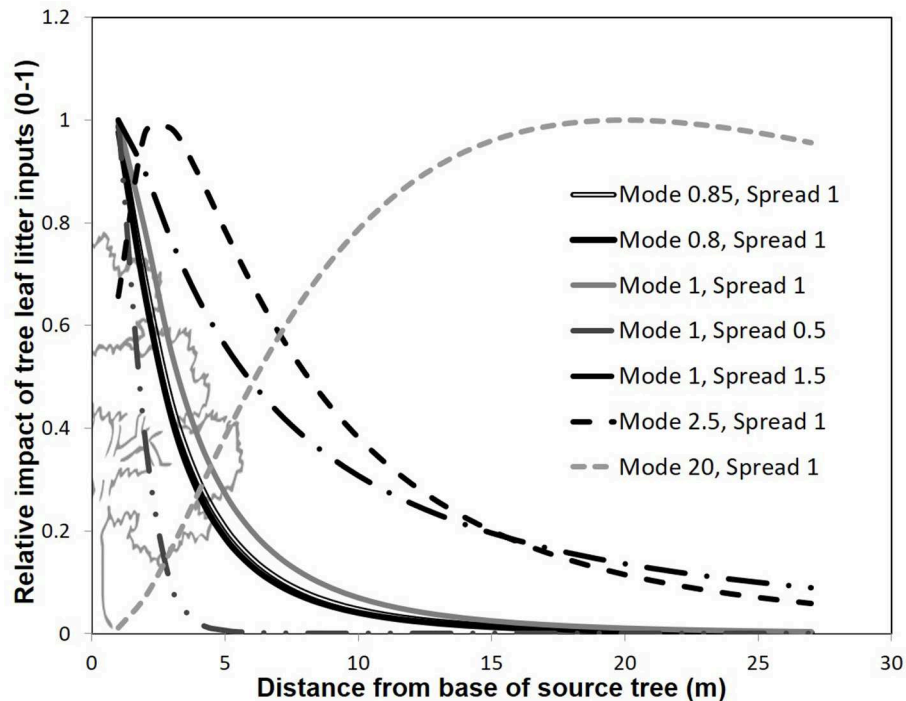 Relative impact of tree leaf litter inputs (0-1)
1.2
1
0.8
0.6
0.4
0.2
0
0 5 10 15 20 25 30
Distance from base of source tree (m)
Mode 0.85, Spread 1
Mode 0.8, Spread 1
Mode 1, Spread 1
Mode 1, Spread 0.5
Mode 1, Spread 1.5
Mode 2.5, Spread 1
Mode 20, Spread 1